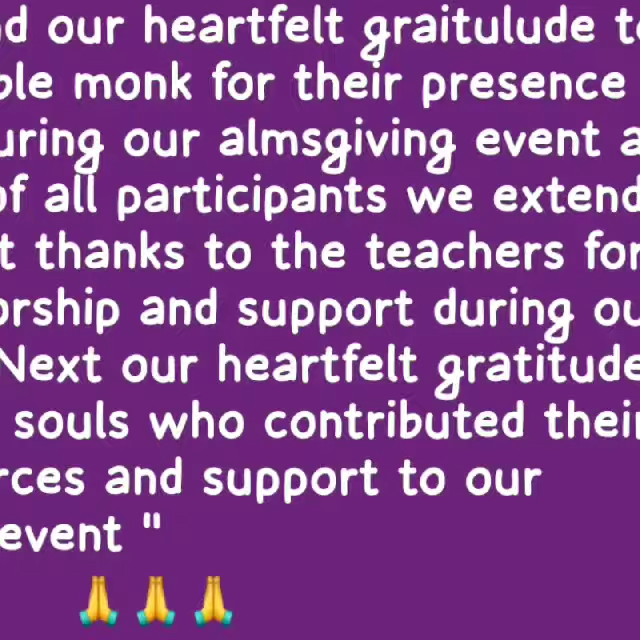 nd our heartfelt graitulude t
ble monk for their presence
uring our almsgiving event a
of all participants we extend
t thanks to the teachers for
orship and support during ou
Next our heartfelt gratitude
souls who contributed their
rces and support to our
event "
🙏 🙏 🙏